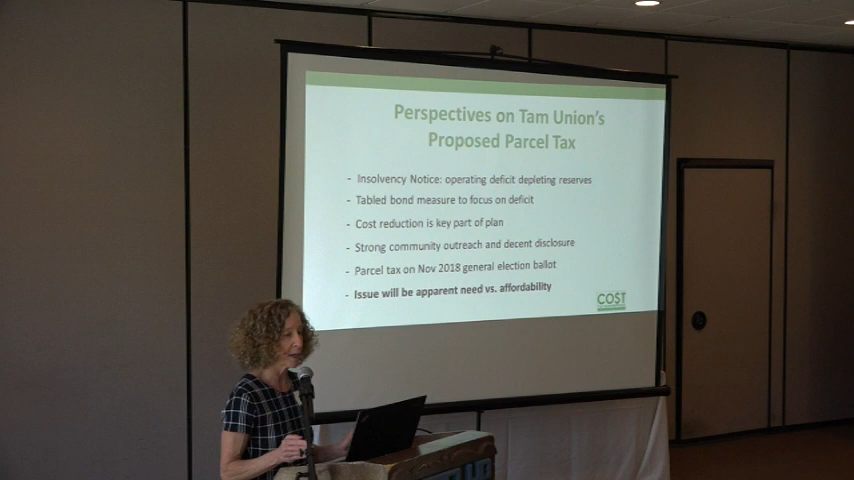 Perspectives on Tam Union's
Proposed Parcel Tax
- Insolvency Notice: operating deficit depleting reserves
- Tabled bond measure to focus on deficit
- Cost reduction is key part of plan
- Strong community outreach and decent disclosure
- Parcel tax on Nov 2018 general election ballot
- Issue will be apparent need vs. affordability
CO$T